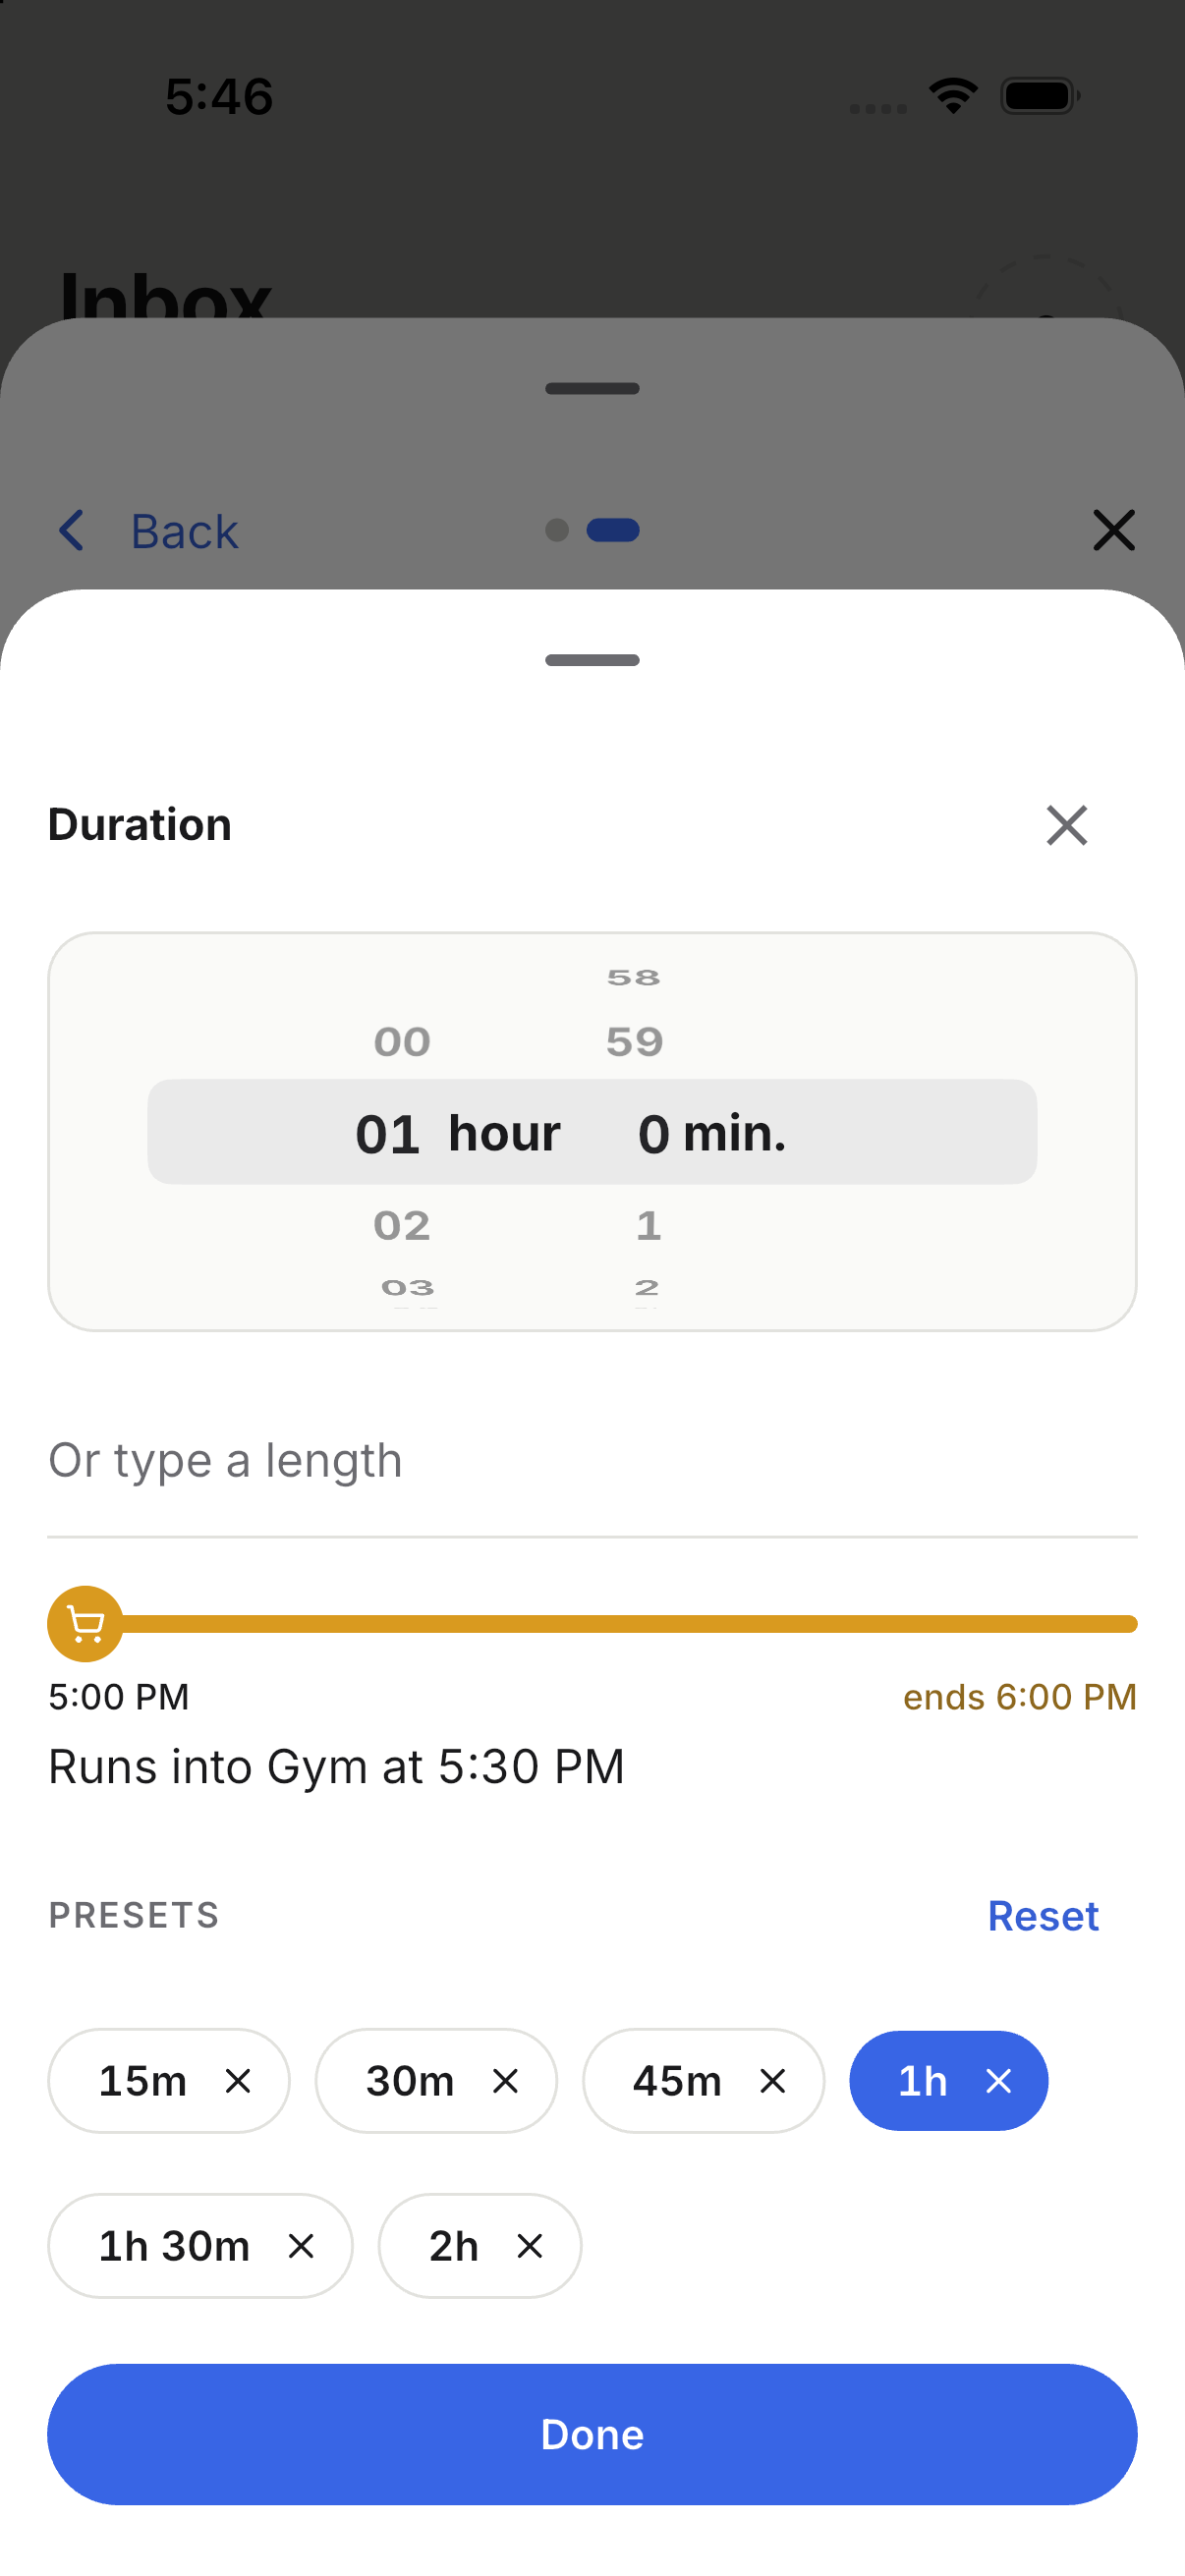 5:46
Inbox
Back
Duration
58
00 59
01 hour 0 min.
02 1
03 2
Or type a length
5:00 PM ends 6:00 PM
Runs into Gym at 5:30 PM
PRESETS Reset
15m 30m 45m 1h
1h 30m 2h
Done